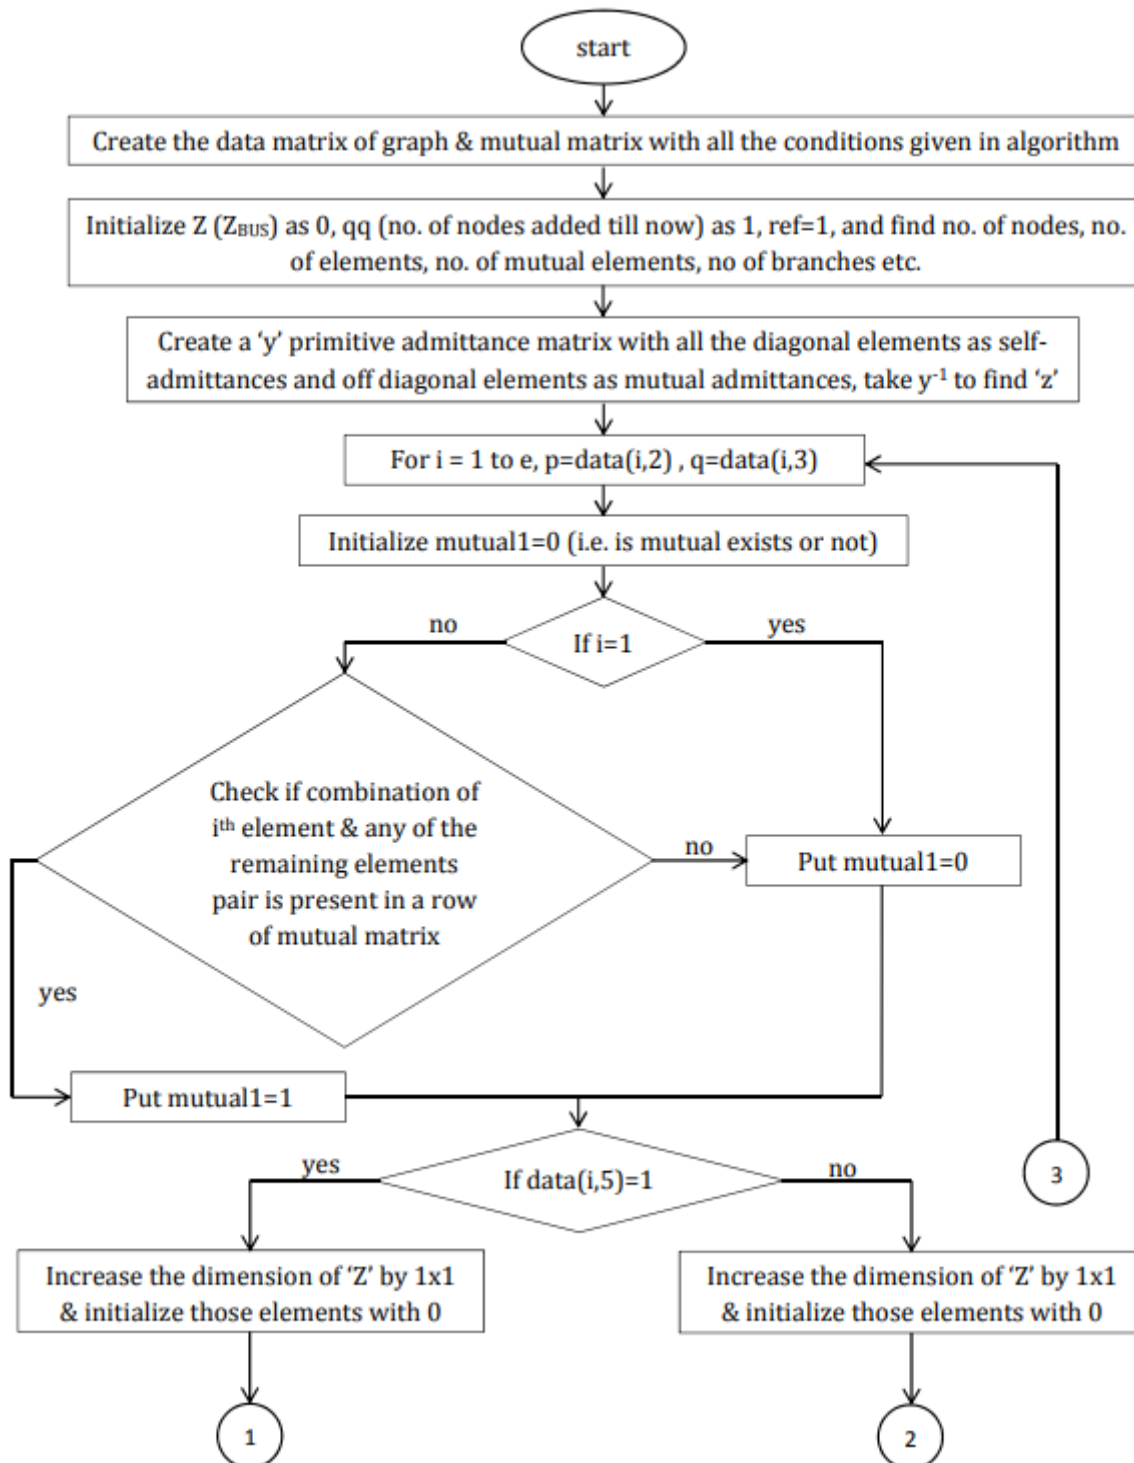 start
Create the data matrix of graph & mutual matrix with all the conditions given in algorithm
Initialize Z (Z_BUS) as 0, qq (no. of nodes added till now) as 1, ref=1, and find no. of nodes, no.
of elements, no. of mutual elements, no of branches etc.
Create a ‘y’ primitive admittance matrix with all the diagonal elements as self-
admittances and off diagonal elements as mutual admittances, take y⁻¹ to find ‘z’
For i = 1 to e, p=data(i,2) , q=data(i,3)
Initialize mutual1=0 (i.e. is mutual exists or not)
no
yes
If i=1
Check if combination of
iᵗʰ element & any of the
remaining elements
pair is present in a row
of mutual matrix
no
Put mutual1=0
yes
Put mutual1=1
yes
If data(i,5)=1
no
3
Increase the dimension of ‘Z’ by 1x1
& initialize those elements with 0
Increase the dimension of ‘Z’ by 1x1
& initialize those elements with 0
1
2